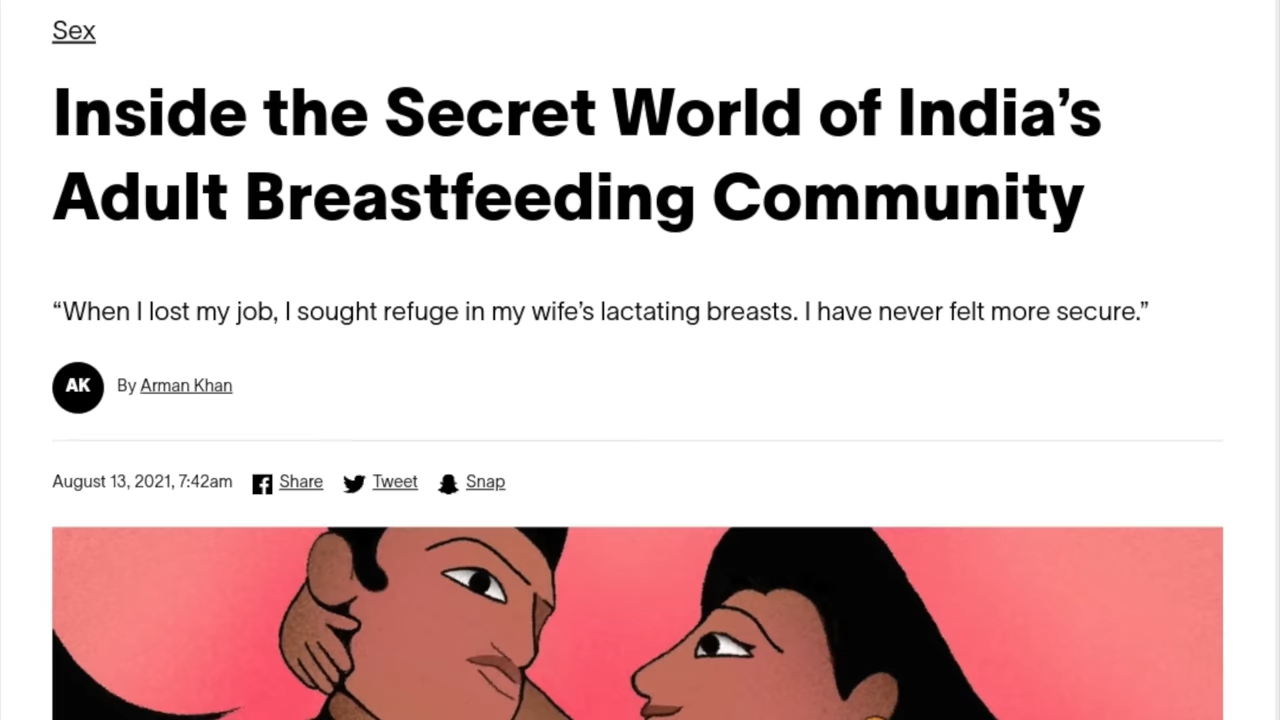 Sex
Inside the Secret World of India’s
Adult Breastfeeding Community
“When I lost my job, I sought refuge in my wife’s lactating breasts. I have never felt more secure.”
AK By Arman Khan
August 13, 2021, 7:42am Share Tweet Snap